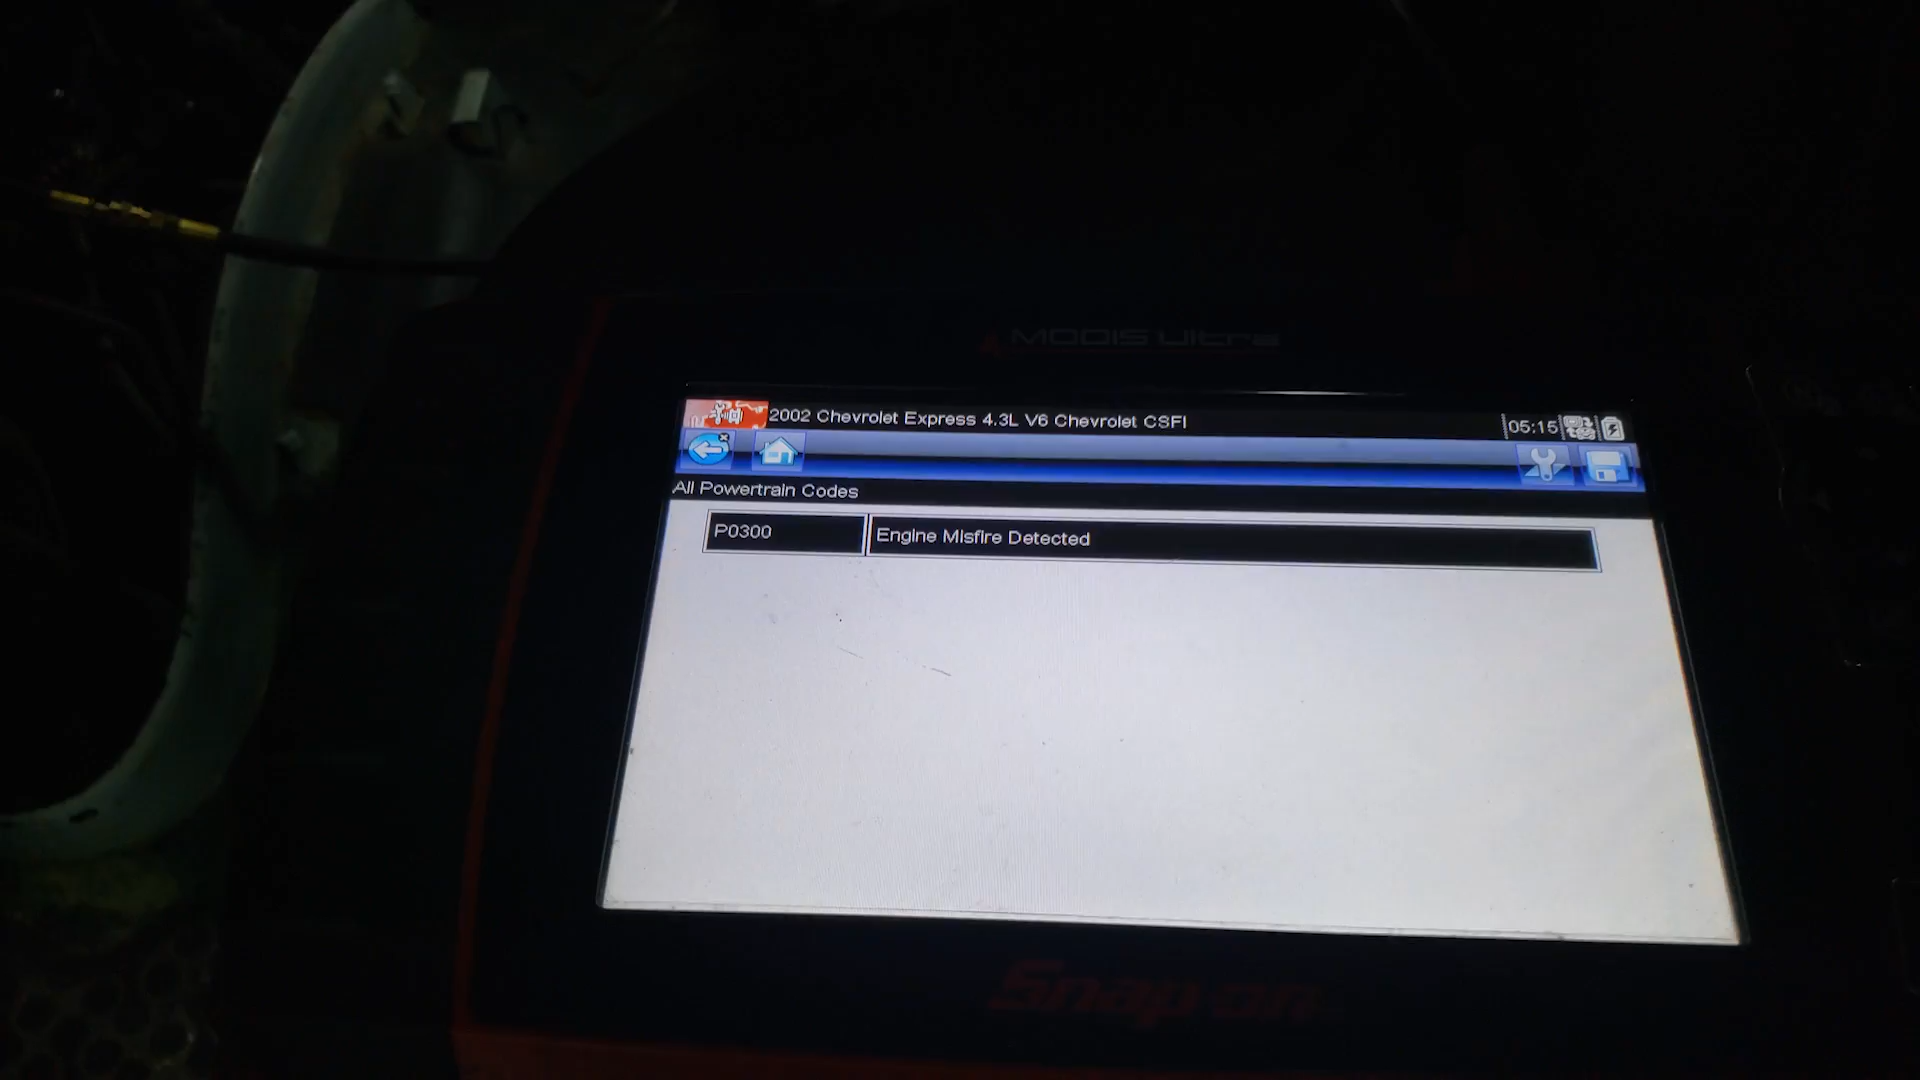 MODIS Ultra
2002 Chevrolet Express 4.3L V6 Chevrolet CSFI
05:15
All Powertrain Codes
P0300
Engine Misfire Detected
Snap-on